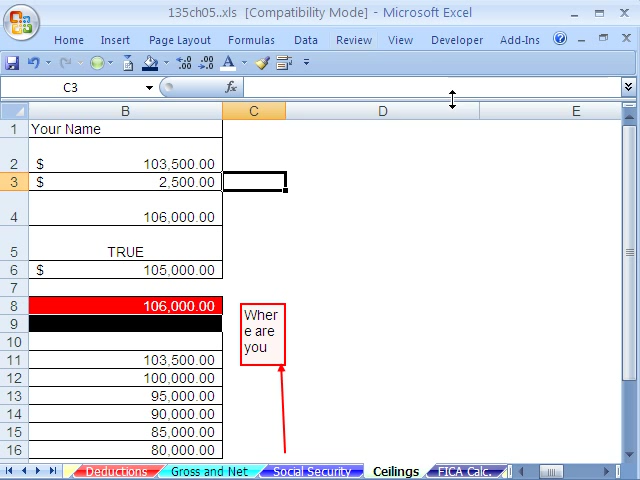 135ch05..xls [Compatibility Mode] - Microsoft Excel
Home Insert Page Layout Formulas Data Review View Developer Add-Ins
C3 fx
B C D E
1 Your Name
2 $ 103,500.00
3 $ 2,500.00
4 106,000.00
5 TRUE
6 $ 105,000.00
7
8 106,000.00
9
10
11 103,500.00
12 100,000.00
13 95,000.00
14 90,000.00
15 85,000.00
16 80,000.00
Wher
e are
you
Deductions Gross and Net Social Security Ceilings FICA Calc.